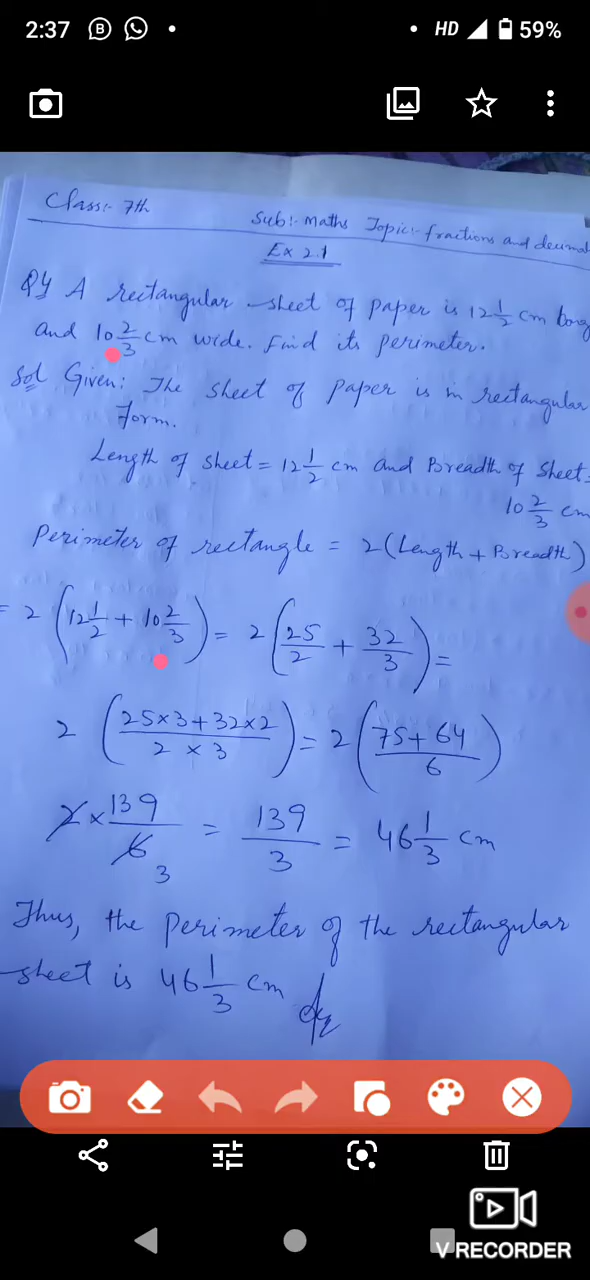 2:37 HD 59%
Class:- 7th
Sub:- Maths Topic:- fractions and decimal
Ex 2.1
Q4 A rectangular sheet of paper is 12 1/2 cm long
and 10 2/3 cm wide. Find its perimeter.
Sol Given: The sheet of paper is in rectangular
form.
Length of sheet = 12 1/2 cm and Breadth of sheet =
10 2/3 cm
Perimeter of rectangle = 2 (Length + Breadth)
= 2 (12 1/2 + 10 2/3) = 2 (25/2 + 32/3) =
2 ((25×3+32×2)/(2×3)) = 2 ((75+64)/6)
2 × 139/6 3 = 139/3 = 46 1/3 cm
Thus, the perimeter of the rectangular
sheet is 46 1/3 cm
V RECORDER